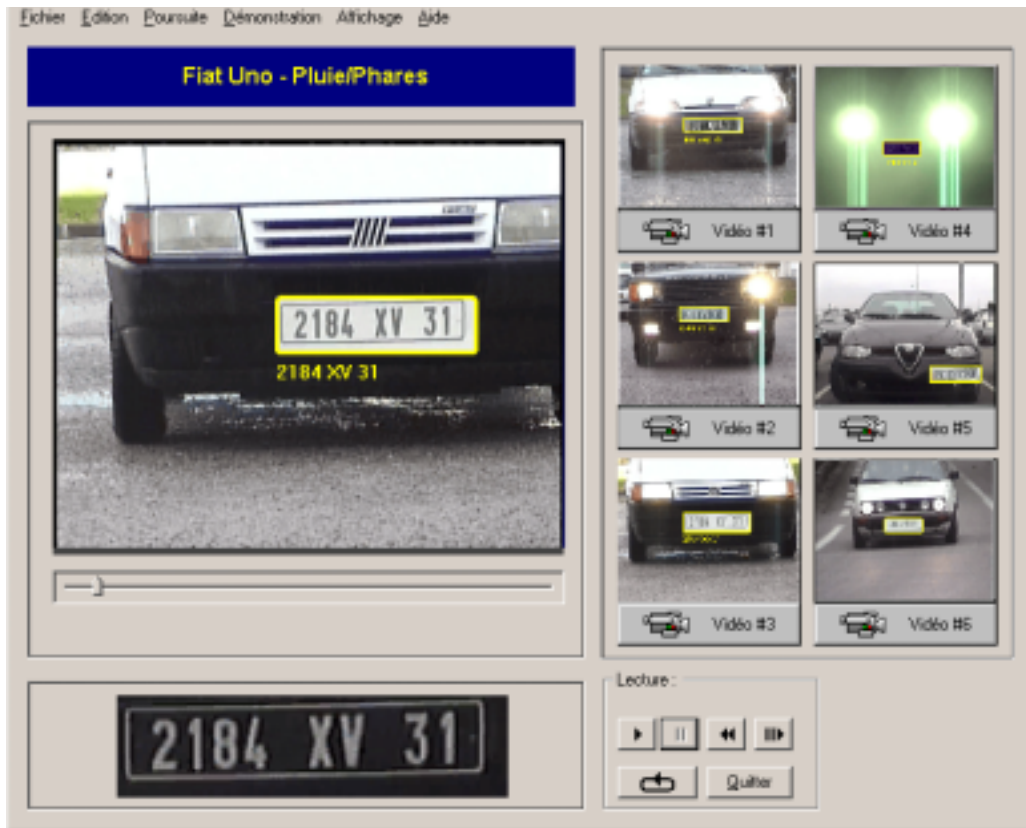 Fichier Edition Poursuite Démonstration Affichage Aide
Fiat Uno - Pluie/Phares
2184 XV 31
2184 XV 31
Vidéo #1
Vidéo #4
Vidéo #2
Vidéo #5
Vidéo #3
Vidéo #6
2184 XV 31
Lecture :
Quitter